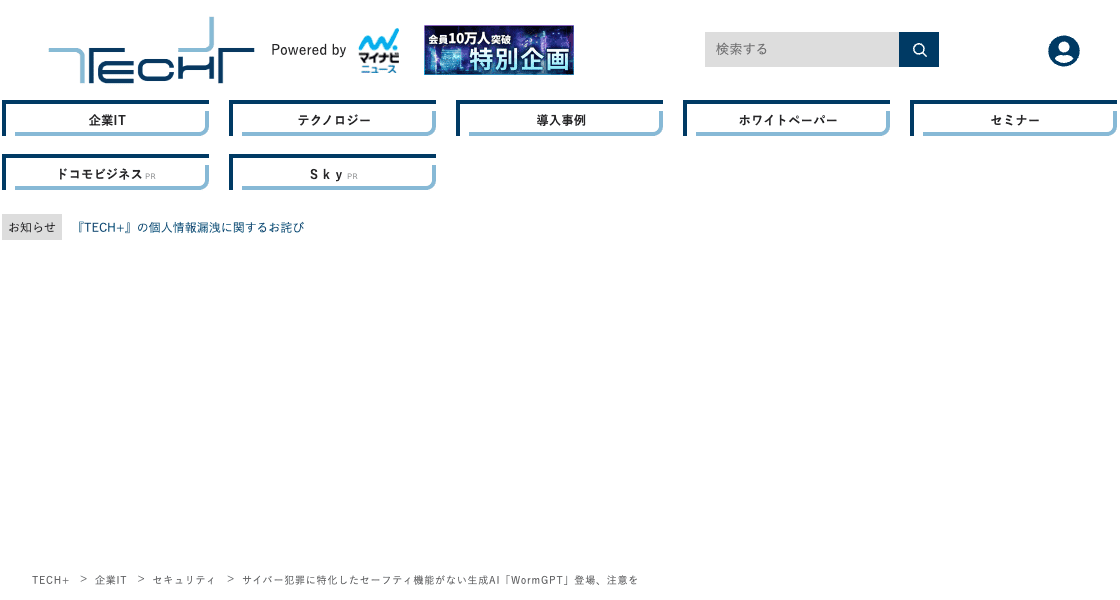 TECH+
Powered by
マイナビ
ニュース
会員10万人突破
特別企画
検索する
企業IT
テクノロジー
導入事例
ホワイトペーパー
セミナー
ドコモビジネス PR
Ｓｋｙ PR
お知らせ
『TECH+』の個人情報漏洩に関するお詫び
TECH+ > 企業IT > セキュリティ > サイバー犯罪に特化したセーフティ機能がない生成AI「WormGPT」登場、注意を